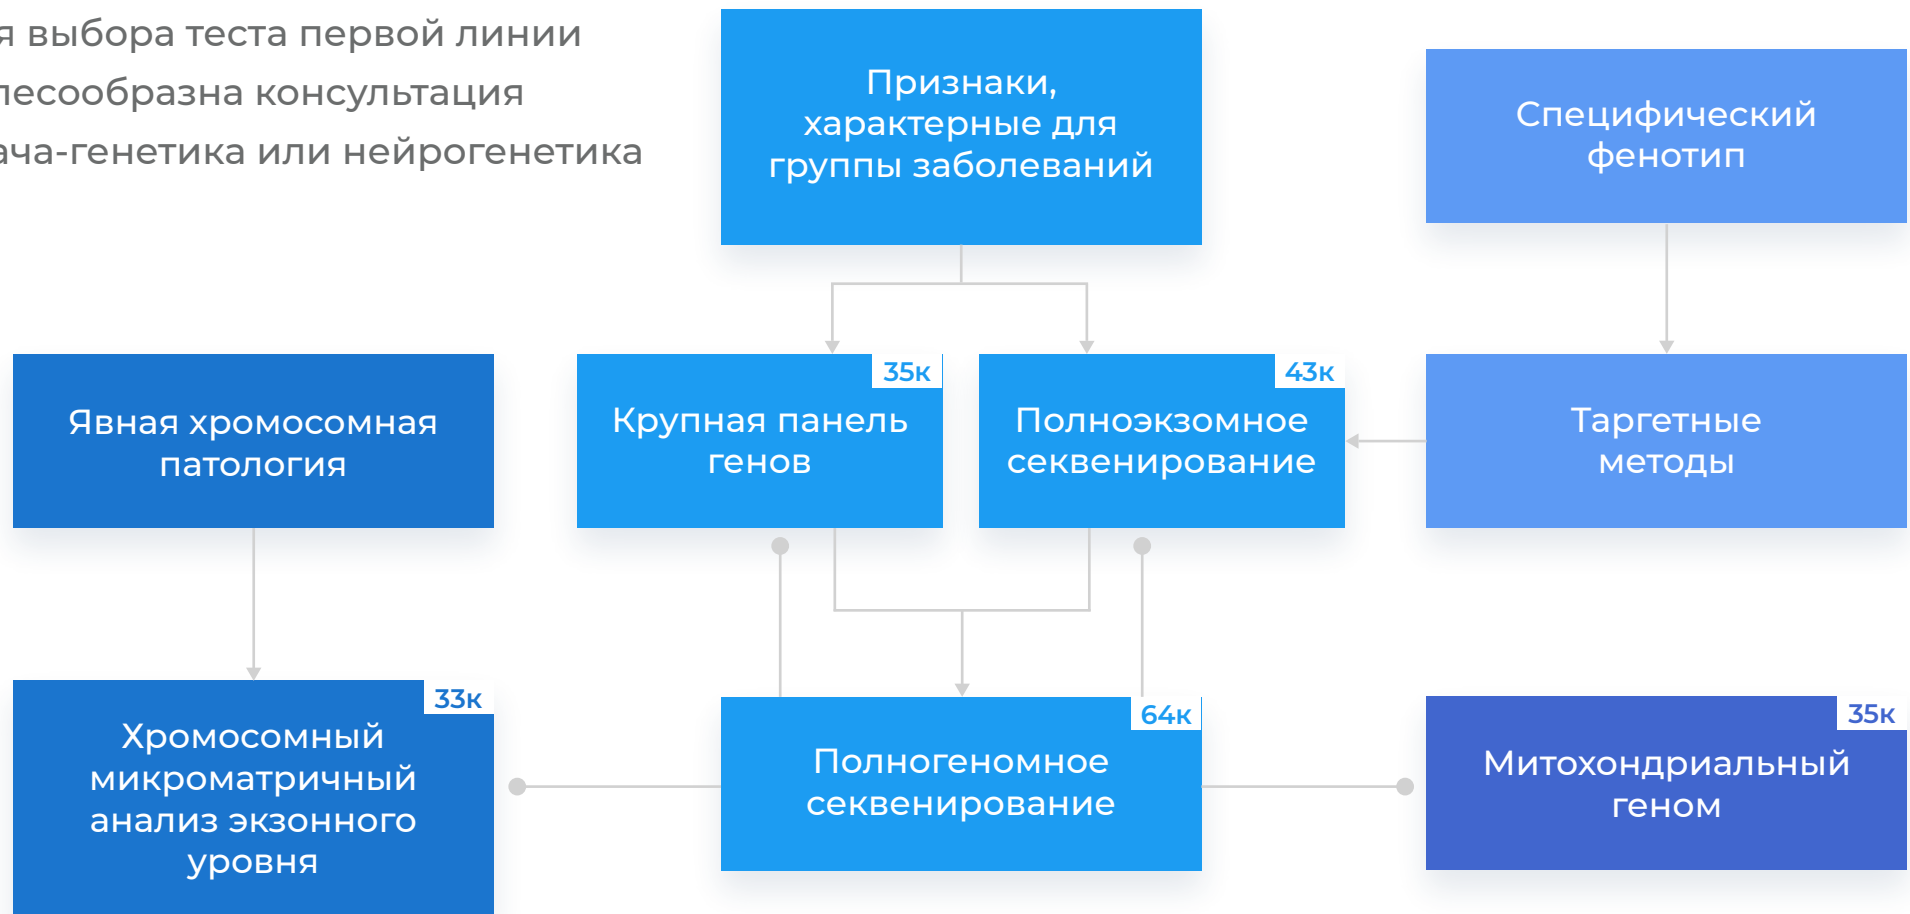 я выбора теста первой линии
лесообразна консультация
ача-генетика или нейрогенетика
Признаки,
характерные для
группы заболеваний
Специфический
фенотип
Явная хромосомная
патология
35к
Крупная панель
генов
43к
Полноэкзомное
секвенирование
Таргетные
методы
33к
Хромосомный
микроматричный
анализ экзонного
уровня
64к
Полногеномное
секвенирование
35к
Митохондриальный
геном